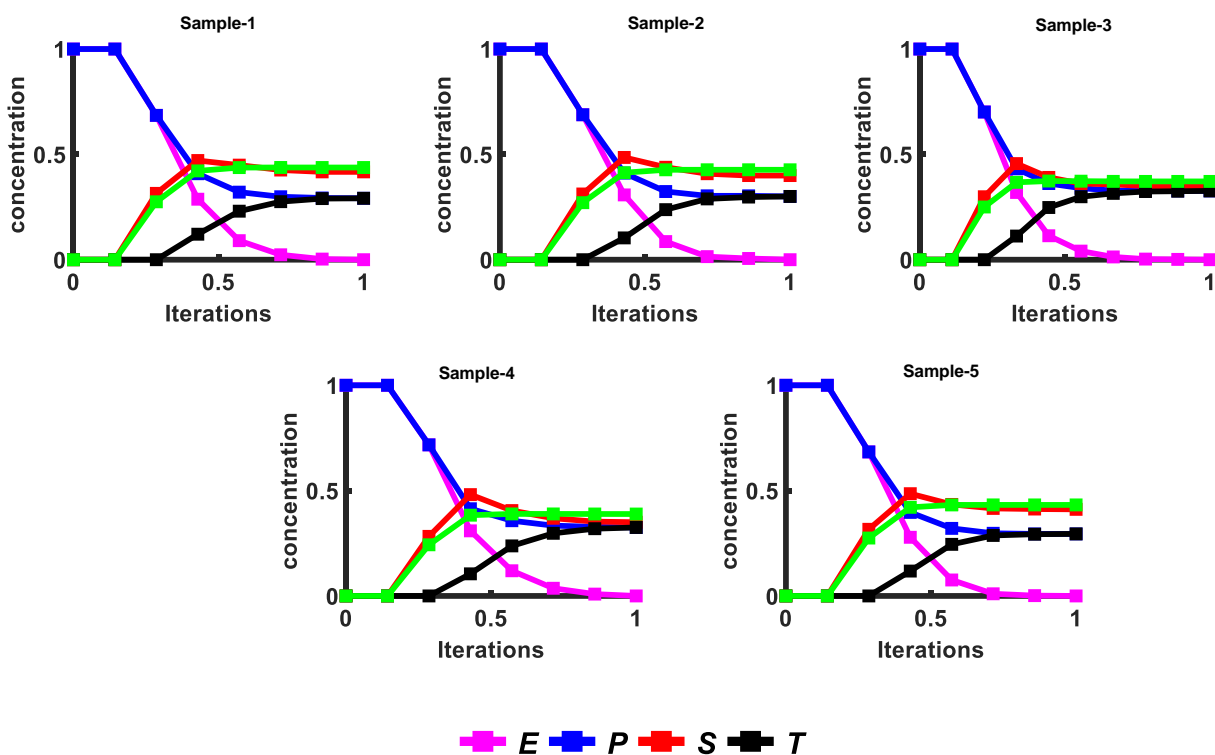 Sample-1
Sample-2
Sample-3
concentration
1
0.5
0
0
0.5
1
Iterations
concentration
1
0.5
0
0
0.5
1
Iterations
concentration
1
0.5
0
0
0.5
1
Iterations
Sample-4
Sample-5
concentration
1
0.5
0
0
0.5
1
Iterations
concentration
1
0.5
0
0
0.5
1
Iterations
E P S T